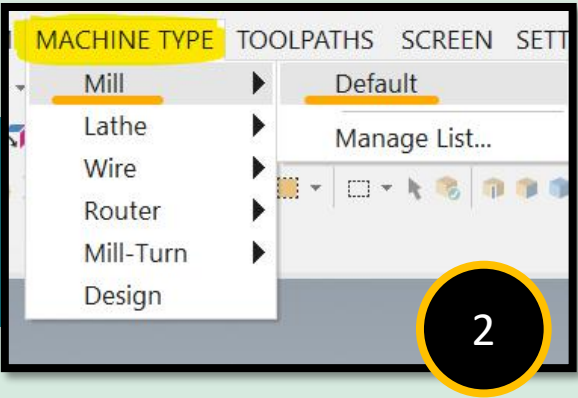 MACHINE TYPE TOOLPATHS SCREEN SETT
Mill Default
Lathe Manage List...
Wire
Router
Mill-Turn
Design
2